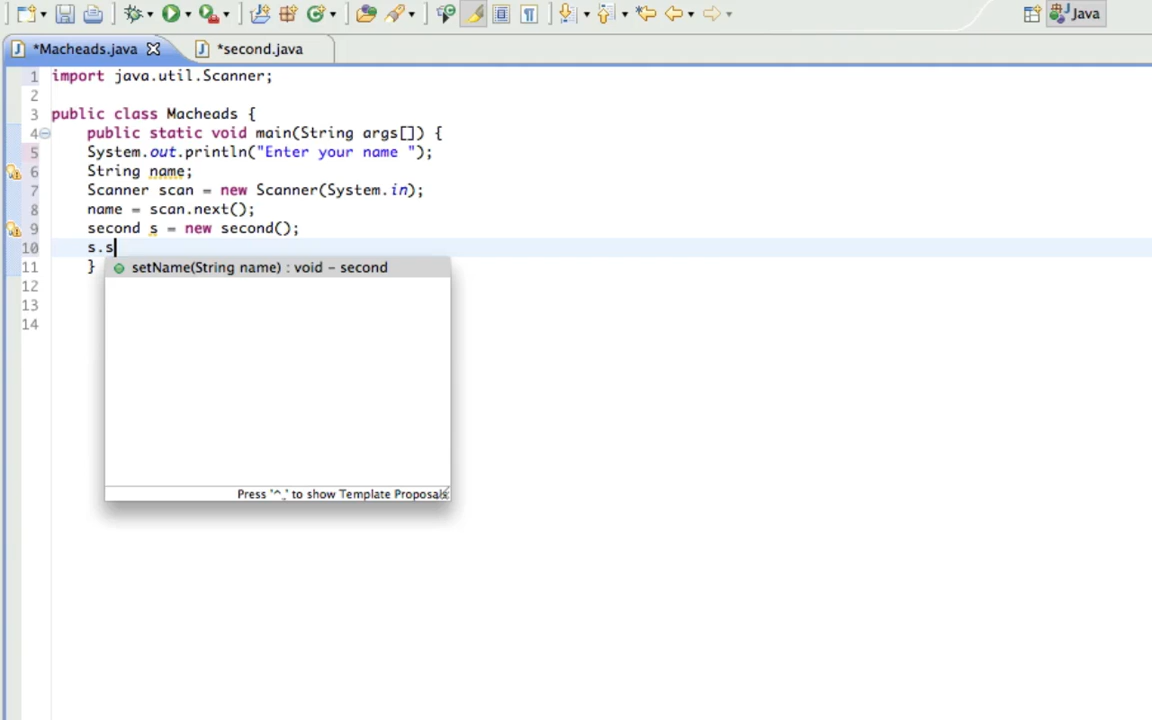 Java
*Macheads.java
*second.java
1 import java.util.Scanner;
2
3 public class Macheads {
4 public static void main(String args[]) {
5 System.out.println("Enter your name ");
6 String name;
7 Scanner scan = new Scanner(System.in);
8 name = scan.next();
9 second s = new second();
10 s.s
11 }
setName(String name) : void - second
12
13
14
Press '^␣' to show Template Proposals